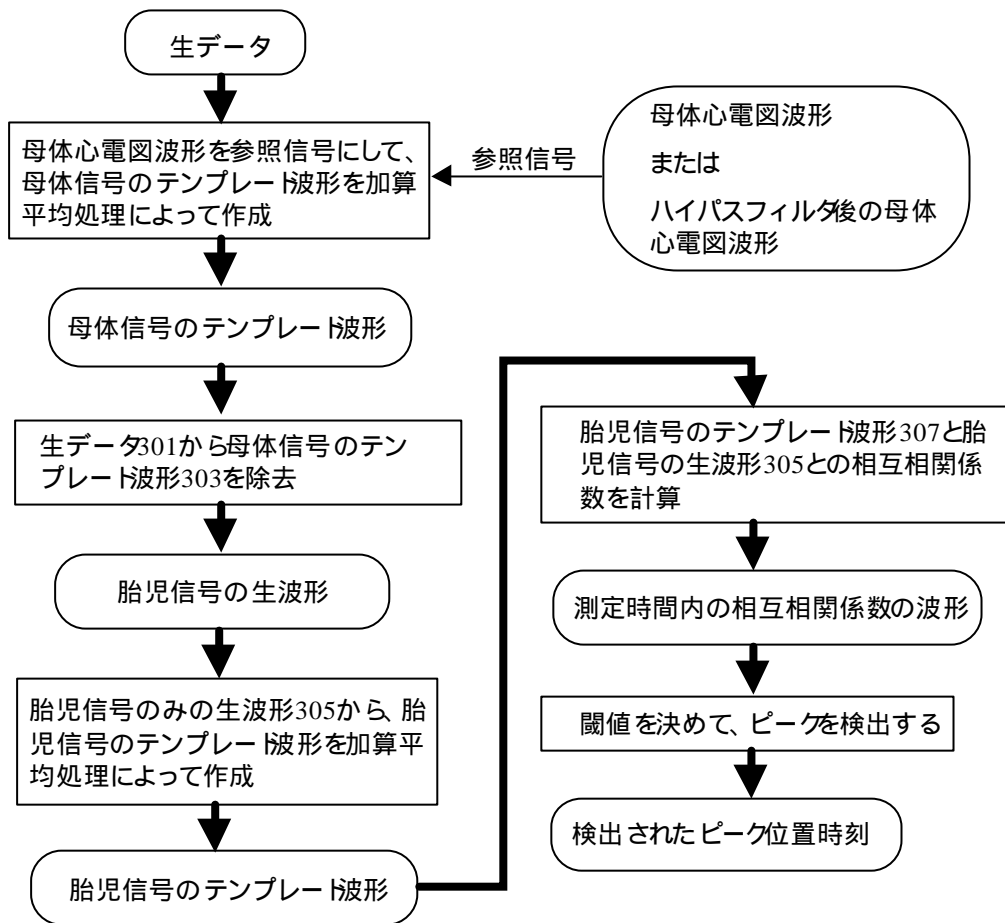 生データ
母体心電図波形を参照信号にして、
母体信号のテンプレート波形を加算
平均処理によって作成
参照信号
母体心電図波形
または
ハイパスフィルタ後の母体
心電図波形
母体信号のテンプレート波形
生データ301から母体信号のテン
プレート波形303を除去
胎児信号の生波形
胎児信号のみの生波形305から、胎
児信号のテンプレート波形を加算平
均処理によって作成
胎児信号のテンプレート波形
胎児信号のテンプレート波形307と胎
児信号の生波形305との相互相関係
数を計算
測定時間内の相互相関係数の波形
閾値を決めて、ピークを検出する
検出されたピーク位置時刻